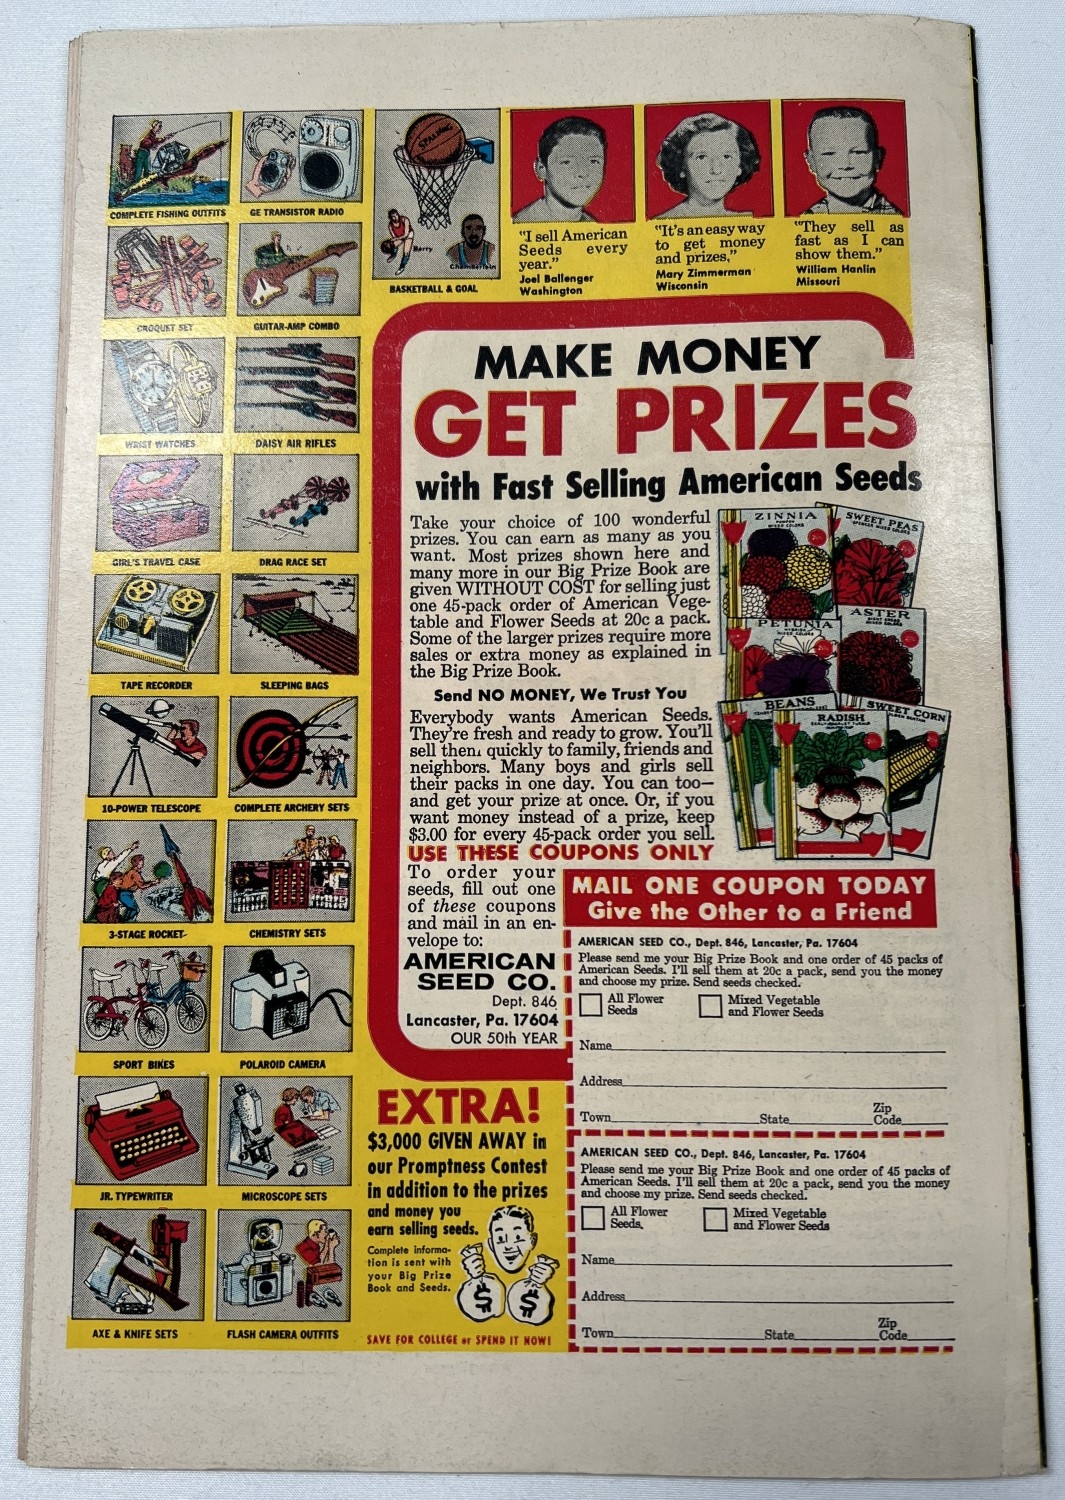 COMPLETE FISHING OUTFITS
GE TRANSISTOR RADIO
SPALDING
Barry
Chamberlain
BASKETBALL & GOAL
"I sell American
Seeds every
year."
Joel Ballenger
Washington
"It's an easy way
to get money
and prizes,"
Mary Zimmerman
Wisconsin
"They sell as
fast as I can
show them."
William Hanlin
Missouri
CROQUET SET
GUITAR-AMP COMBO
WRIST WATCHES
DAISY AIR RIFLES
GIRL'S TRAVEL CASE
DRAG RACE SET
TAPE RECORDER
SLEEPING BAGS
10-POWER TELESCOPE
COMPLETE ARCHERY SETS
3-STAGE ROCKET
CHEMISTRY SETS
SPORT BIKES
POLAROID CAMERA
JR. TYPEWRITER
MICROSCOPE SETS
AXE & KNIFE SETS
FLASH CAMERA OUTFITS
MAKE MONEY
GET PRIZES
with Fast Selling American Seeds
Take your choice of 100 wonderful
prizes. You can earn as many as you
want. Most prizes shown here and
many more in our Big Prize Book are
given WITHOUT COST for selling just
one 45-pack order of American Vege-
table and Flower Seeds at 20c a pack.
Some of the larger prizes require more
sales or extra money as explained in
the Big Prize Book.
Send NO MONEY, We Trust You
Everybody wants American Seeds.
They're fresh and ready to grow. You'll
sell them quickly to family, friends and
neighbors. Many boys and girls sell
their packs in one day. You can too—
and get your prize at once. Or, if you
want money instead of a prize, keep
$3.00 for every 45-pack order you sell.
USE THESE COUPONS ONLY
To order your
seeds, fill out one
of these coupons
and mail in an en-
velope to:
AMERICAN
SEED CO.
Dept. 846
Lancaster, Pa. 17604
OUR 50th YEAR
ZINNIA
MIXED COLORS
SWEET PEAS
SPENCER MIXED COLORS
PETUNIA
MIXED COLORS
ASTER
MIXED COLORS
BEANS
RADISH
SWEET CORN
MAIL ONE COUPON TODAY
Give the Other to a Friend
AMERICAN SEED CO., Dept. 846, Lancaster, Pa. 17604
Please send me your Big Prize Book and one order of 45 packs of
American Seeds. I'll sell them at 20c a pack, send you the money
and choose my prize. Send seeds checked.
All Flower
Seeds
Mixed Vegetable
and Flower Seeds
Name
Address
Town State Zip
Code
AMERICAN SEED CO., Dept. 846, Lancaster, Pa. 17604
Please send me your Big Prize Book and one order of 45 packs of
American Seeds. I'll sell them at 20c a pack, send you the money
and choose my prize. Send seeds checked.
All Flower
Seeds.
Mixed Vegetable
and Flower Seeds
Name
Address
Town State Zip
Code
EXTRA!
$3,000 GIVEN AWAY in
our Promptness Contest
in addition to the prizes
and money you
earn selling seeds.
Complete informa-
tion is sent with
your Big Prize
Book and Seeds.
$ $
SAVE FOR COLLEGE or SPEND IT NOW!